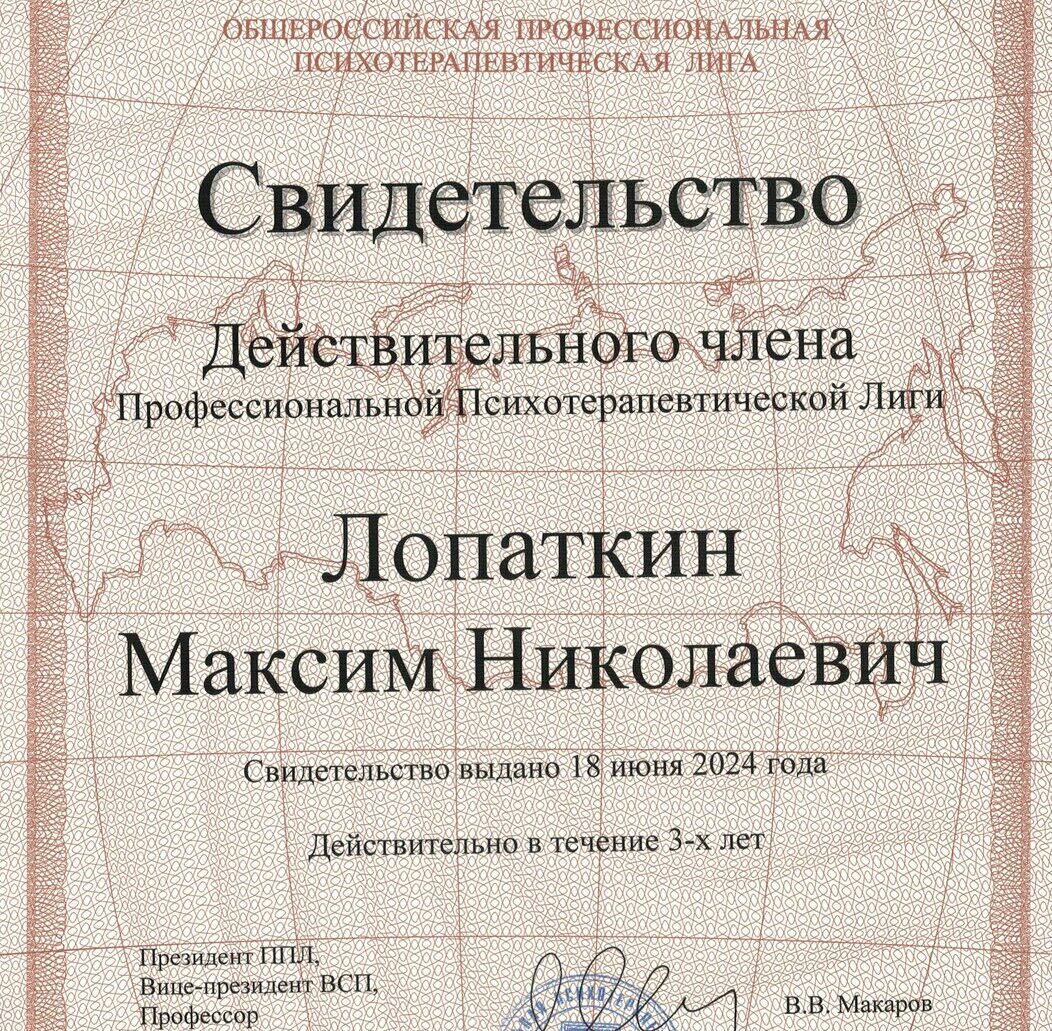 ОБЩЕРОССИЙСКАЯ ПРОФЕССИОНАЛЬНАЯ
ПСИХОТЕРАПЕВТИЧЕСКАЯ ЛИГА
Свидетельство
Действительного члена
Профессиональной Психотерапевтической Лиги
Лопаткин
Максим Николаевич
Свидетельство выдано 18 июня 2024 года
Действительно в течение 3-х лет
Президент ППЛ,
Вице-президент ВСП,
Профессор
В.В. Макаров